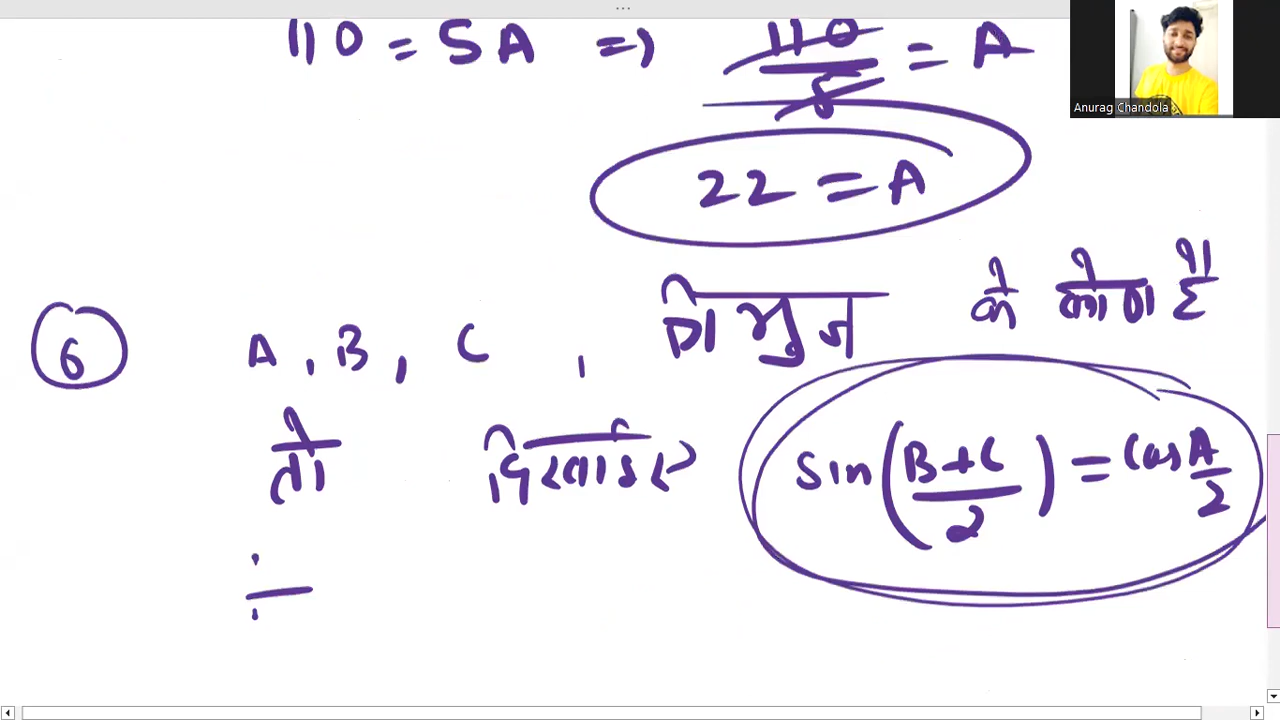 110 = 5A => 110/5 = A
Anurag Chandola
22 = A
6 A, B, C, त्रिभुज के कोण हैं
तो दिखाइए sin(B+C/2) = cos A/2